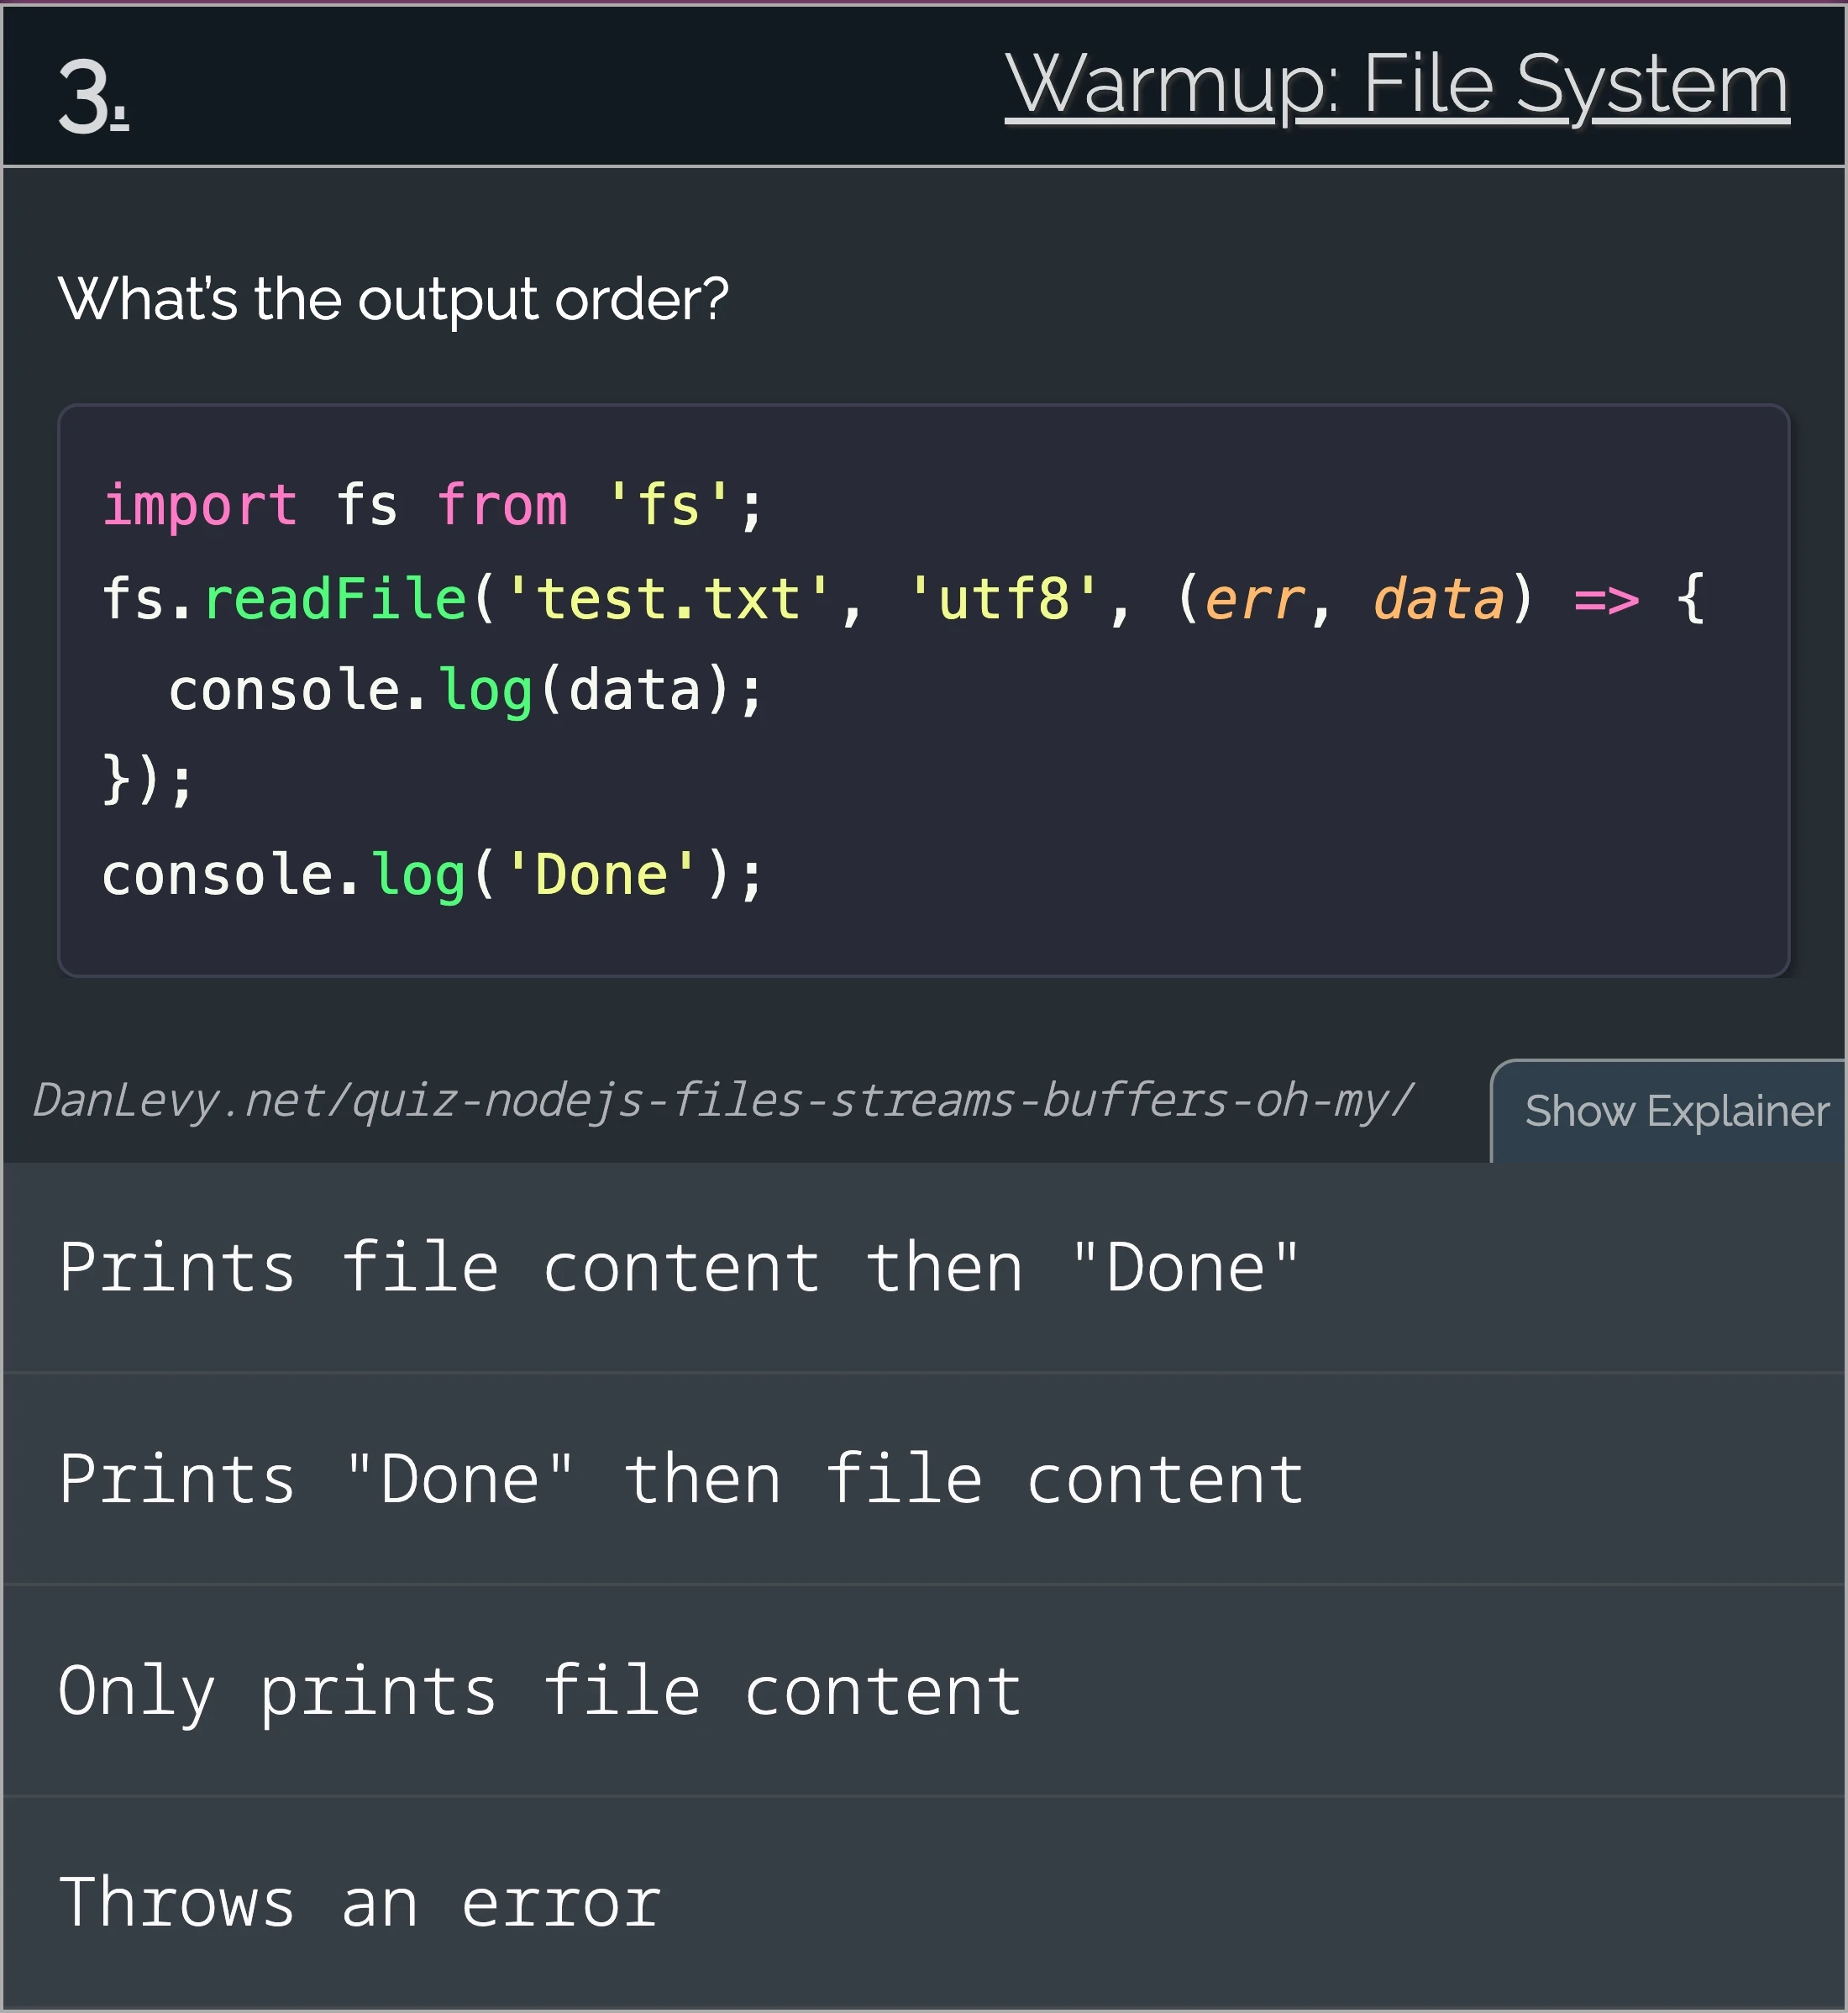 3.
Warmup: File System
What's the output order?
import fs from 'fs';
fs.readFile('test.txt', 'utf8', (err, data) => {
  console.log(data);
});
console.log('Done');
DanLevy.net/quiz-nodejs-files-streams-buffers-oh-my/
Show Explainer
Prints file content then "Done"
Prints "Done" then file content
Only prints file content
Throws an error